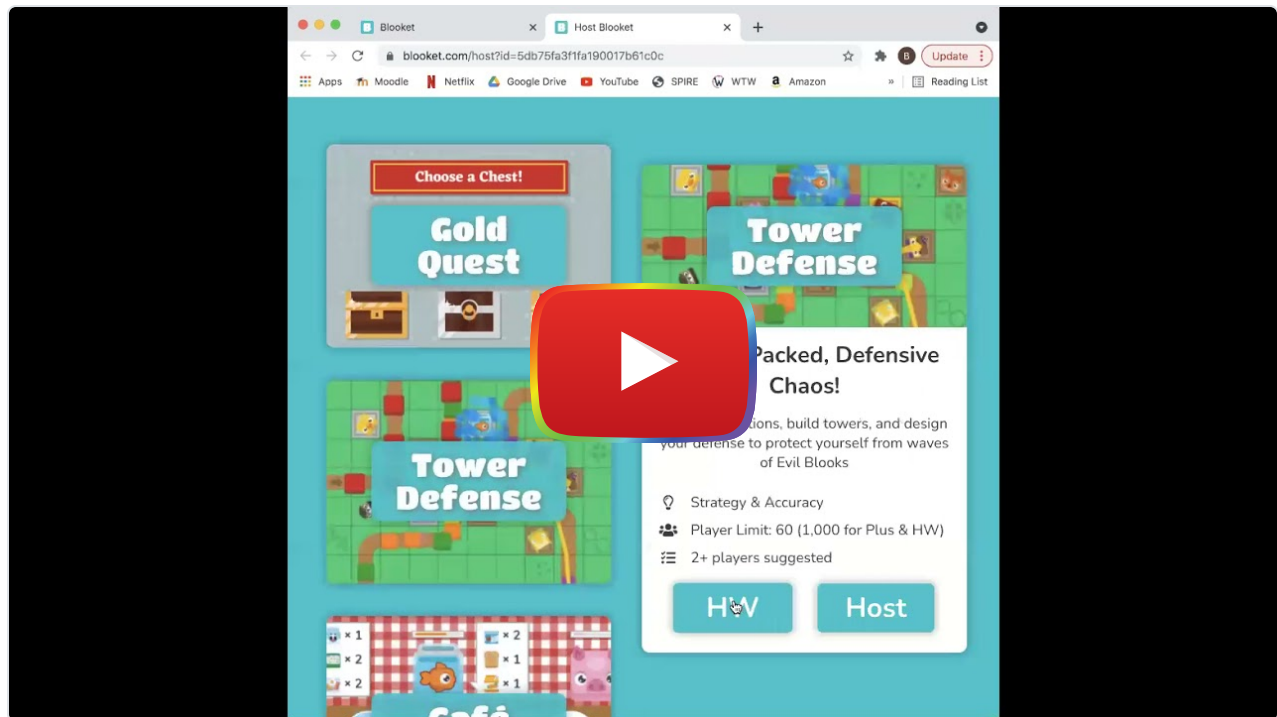 Blooket
Host Blooket
blooket.com/host?id=5db75fa3f1fa190017b61c0c
B
Update
Apps
Moodle
Netflix
Google Drive
YouTube
SPIRE
WTW
Amazon
»
Reading List
Choose a Chest!
Gold
Quest
Tower
Defense
Packed, Defensive
Chaos!
build towers, and design
your defense to protect yourself from waves
of Evil Blooks
Strategy & Accuracy
Player Limit: 60 (1,000 for Plus & HW)
2+ players suggested
HW
Host
Tower
Defense
× 1
× 2
× 2
× 2
× 1
× 1
Café